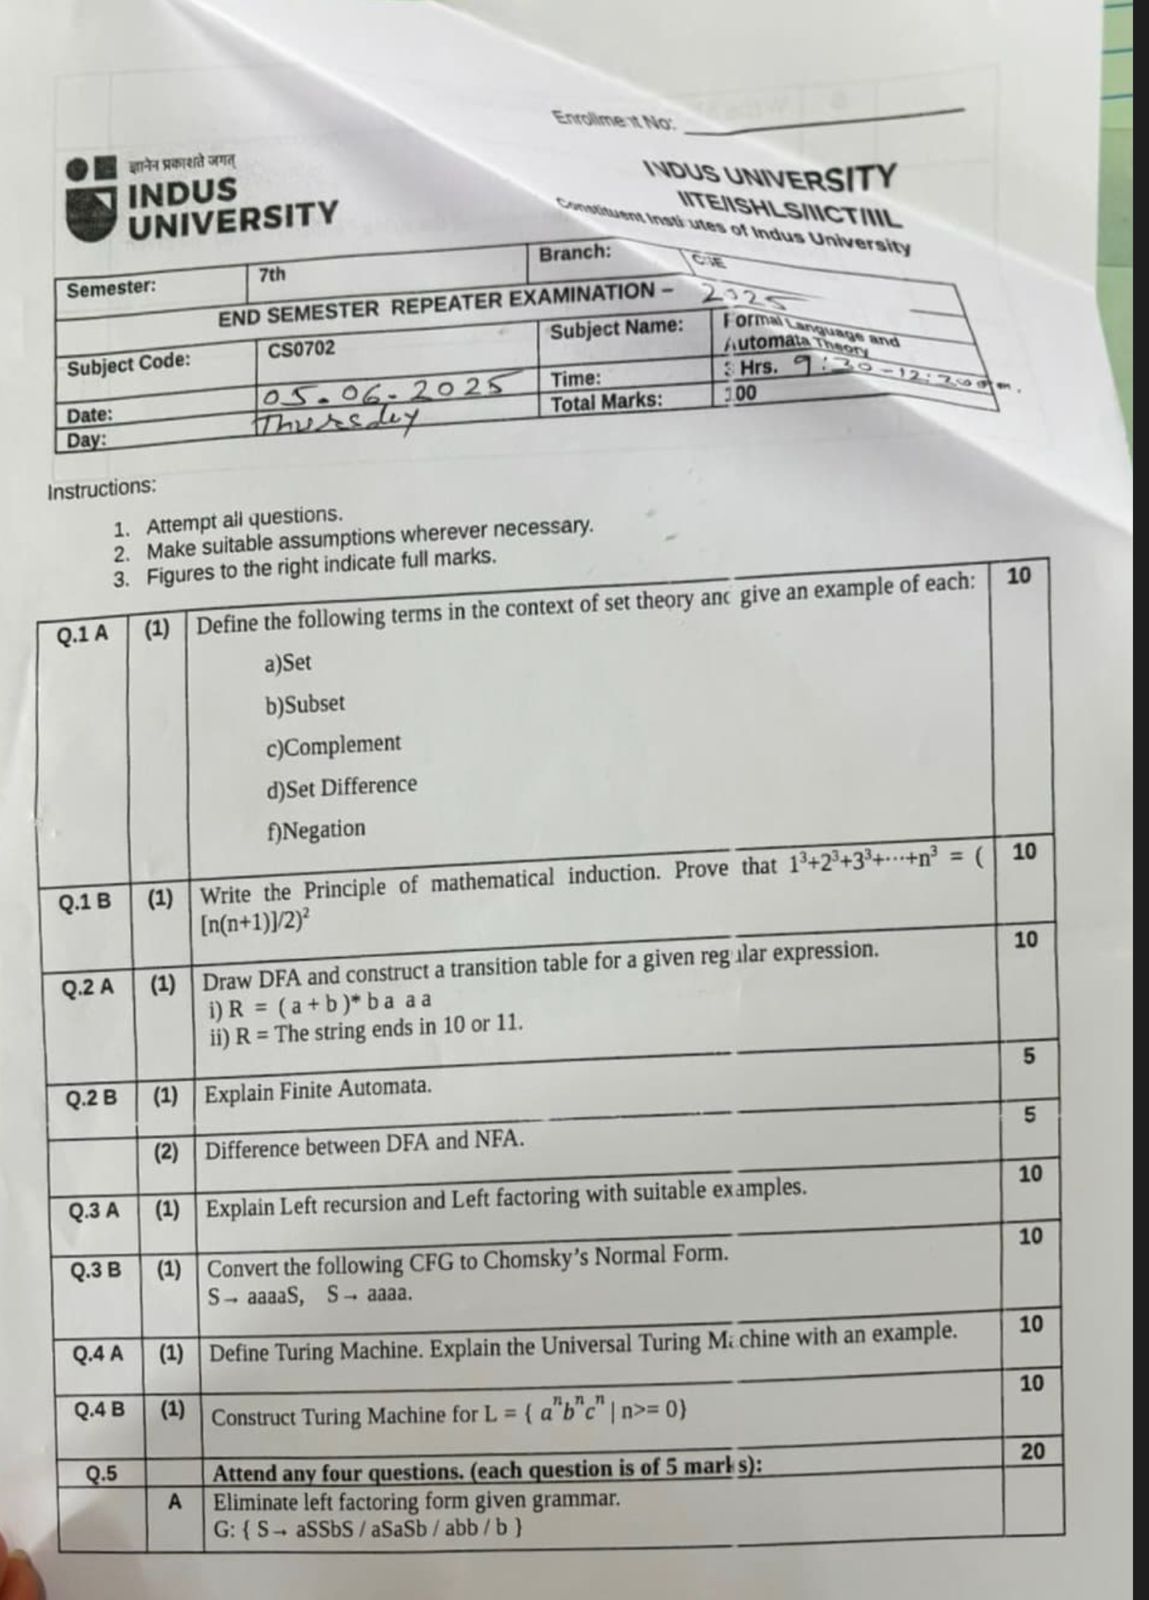 Enrollment No:
ज्ञानेन प्रकाशते जगत्
INDUS
UNIVERSITY
INDUS UNIVERSITY
IITE/ISHLS/IICT/IIL
Constituent Institutes of Indus University
Semester: 7th Branch: CSE
END SEMESTER REPEATER EXAMINATION – 2025
Subject Code: CS0702 Subject Name: Formal Language and
Automata Theory
Date: 05.06.2025 Time: 3 Hrs. 9:30-12:30pm.
Day: Thursday Total Marks: 100
Instructions:
1. Attempt all questions.
2. Make suitable assumptions wherever necessary.
3. Figures to the right indicate full marks.
Q.1 A (1) Define the following terms in the context of set theory and give an example of each: 10
a)Set
b)Subset
c)Complement
d)Set Difference
f)Negation
Q.1 B (1) Write the Principle of mathematical induction. Prove that 1³+2³+3³+⋯+n³ = ( 10
[n(n+1)]/2)²
Q.2 A (1) Draw DFA and construct a transition table for a given regular expression. 10
i) R = ( a + b )* b a a a
ii) R = The string ends in 10 or 11.
Q.2 B (1) Explain Finite Automata. 5
(2) Difference between DFA and NFA. 5
Q.3 A (1) Explain Left recursion and Left factoring with suitable examples. 10
Q.3 B (1) Convert the following CFG to Chomsky's Normal Form. 10
S→ aaaaS, S→ aaaa.
Q.4 A (1) Define Turing Machine. Explain the Universal Turing Machine with an example. 10
Q.4 B (1) Construct Turing Machine for L = { aⁿbⁿcⁿ | n>= 0} 10
Q.5 Attend any four questions. (each question is of 5 marks): 20
A Eliminate left factoring form given grammar.
G: { S→ aSSbS / aSaSb / abb / b }